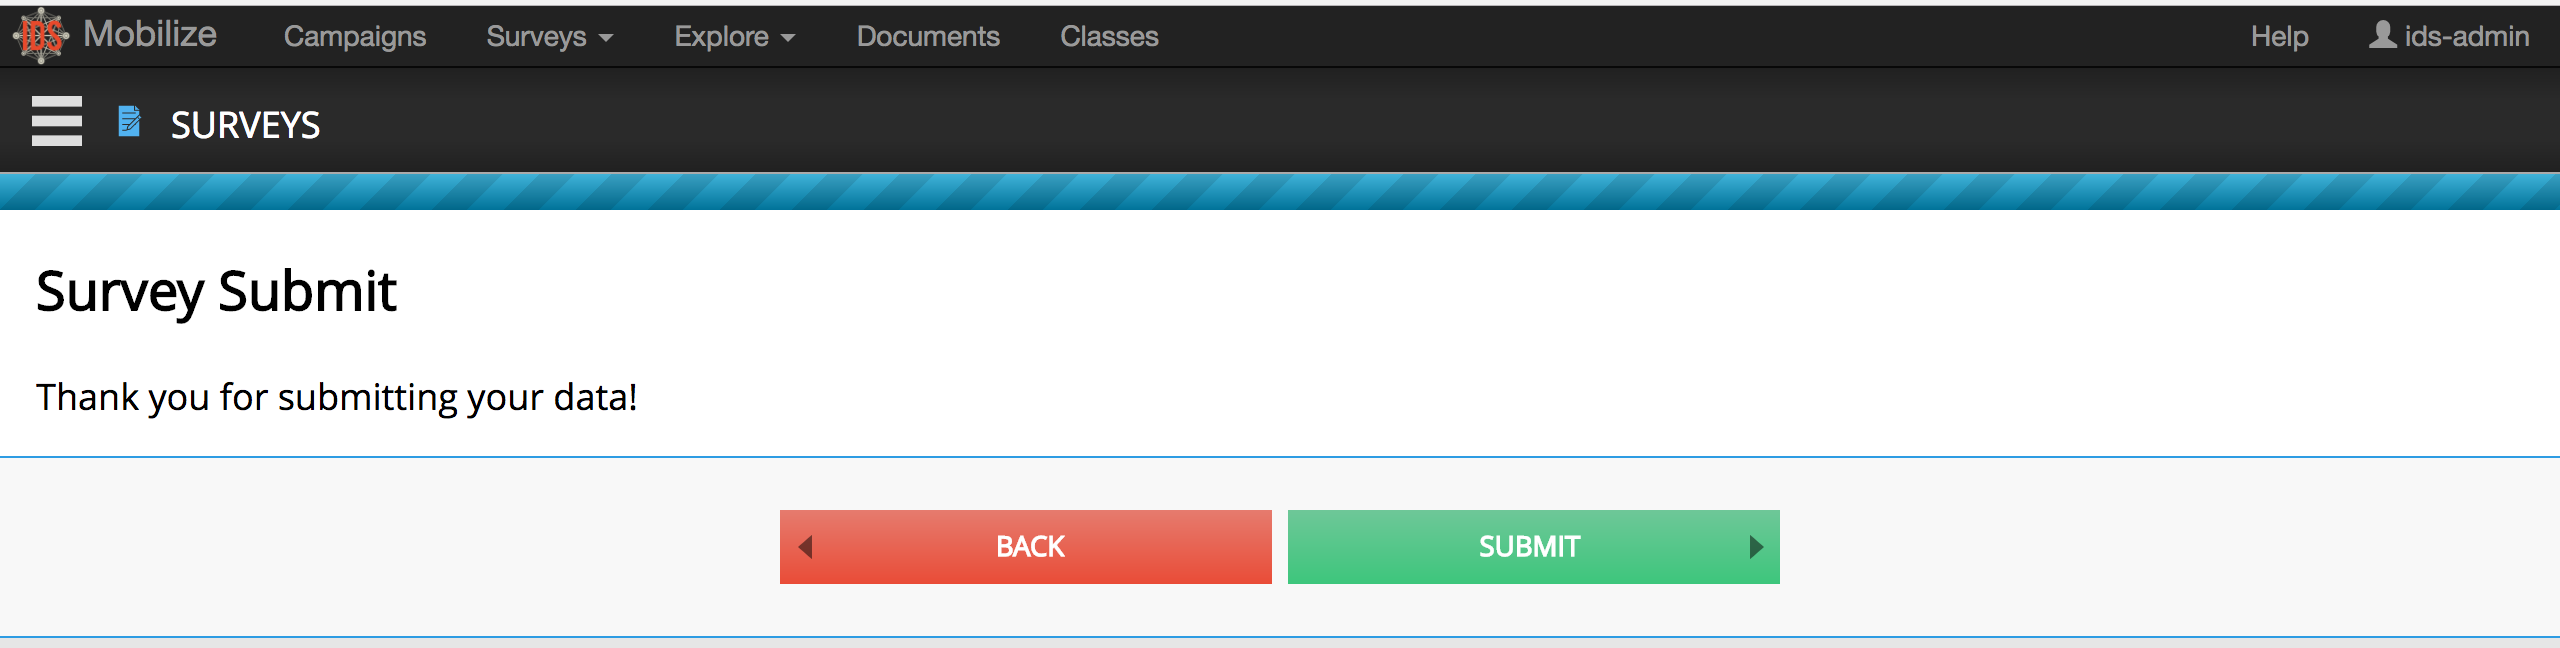 IDS Mobilize Campaigns Surveys Explore Documents Classes Help ids-admin
SURVEYS
Survey Submit
Thank you for submitting your data!
BACK SUBMIT